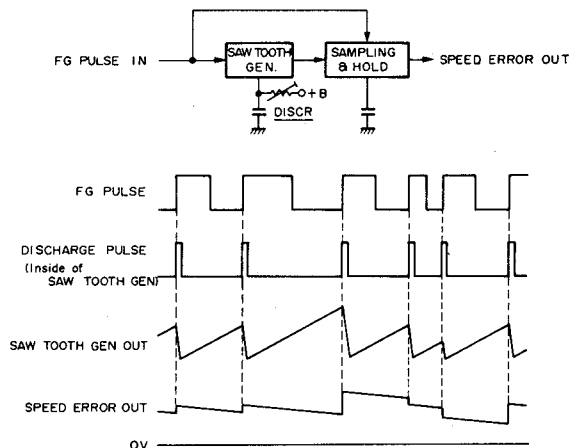 FG PULSE IN
SAW TOOTH
GEN.
SAMPLING
& HOLD
SPEED ERROR OUT
+B
DISCR
FG PULSE
DISCHARGE PULSE
(Inside of
SAW TOOTH GEN)
SAW TOOTH GEN OUT
SPEED ERROR OUT
0V